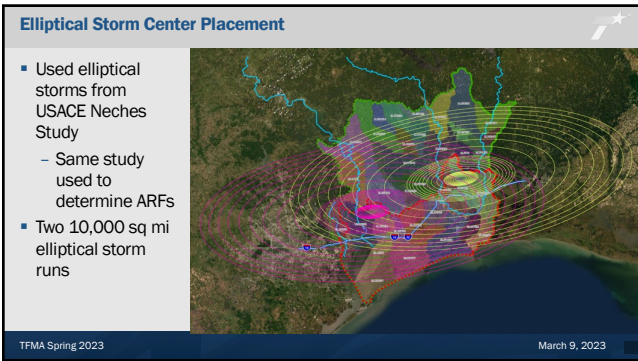 Elliptical Storm Center Placement
▪ Used elliptical
storms from
USACE Neches
Study
– Same study
used to
determine ARFs
▪ Two 10,000 sq mi
elliptical storm
runs
TFMA Spring 2023
March 9, 2023